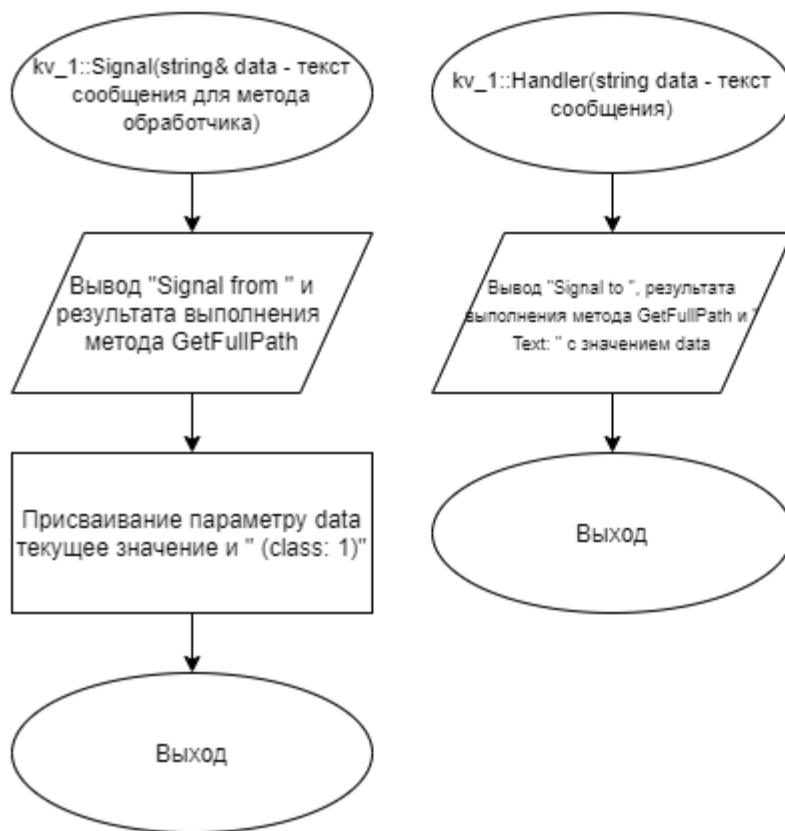 kv_1::Signal(string& data - текст
сообщения для метода
обработчика)
Вывод "Signal from " и
результата выполнения
метода GetFullPath
Присваивание параметру data
текущее значение и " (class: 1)"
Выход
kv_1::Handler(string data - текст
сообщения)
Вывод "Signal to ", результата
выполнения метода GetFullPath и "
Text: " с значением data
Выход